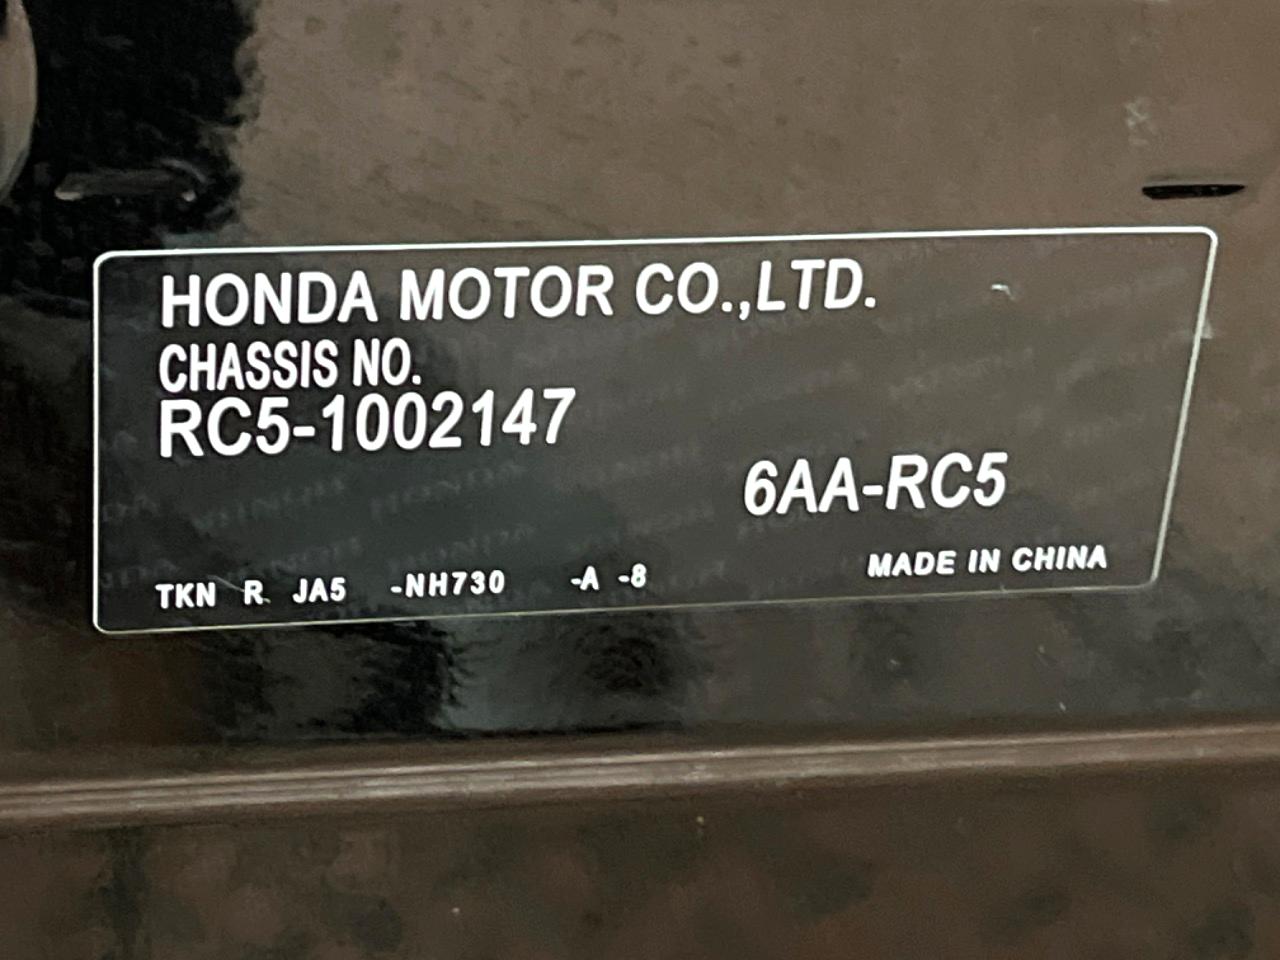 HONDA MOTOR CO.,LTD.
CHASSIS NO.
RC5-1002147
6AA-RC5
TKN R JA5 -NH730 -A -8 MADE IN CHINA